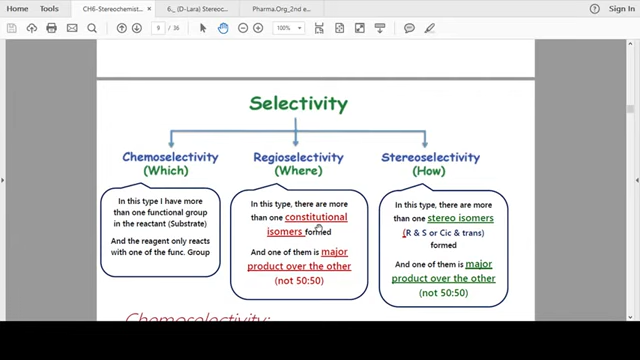 Home Tools CH6-Stereochemist... × 6._ (D-Lara) Stereoc... Pharma.Org_2nd e... Sign In
9 / 36 100%
Selectivity
Chemoselectivity Regioselectivity Stereoselectivity
(Which) (Where) (How)
In this type I have more
than one functional group
in the reactant (Substrate)
And the reagent only reacts
with one of the func. Group
In this type, there are more
than one constitutional
isomers formed
And one of them is major
product over the other
(not 50:50)
In this type, there are more
than one stereo isomers
(R & S or Cic & trans)
formed
And one of them is major
product over the other
(not 50:50)
Chemoselectivity: